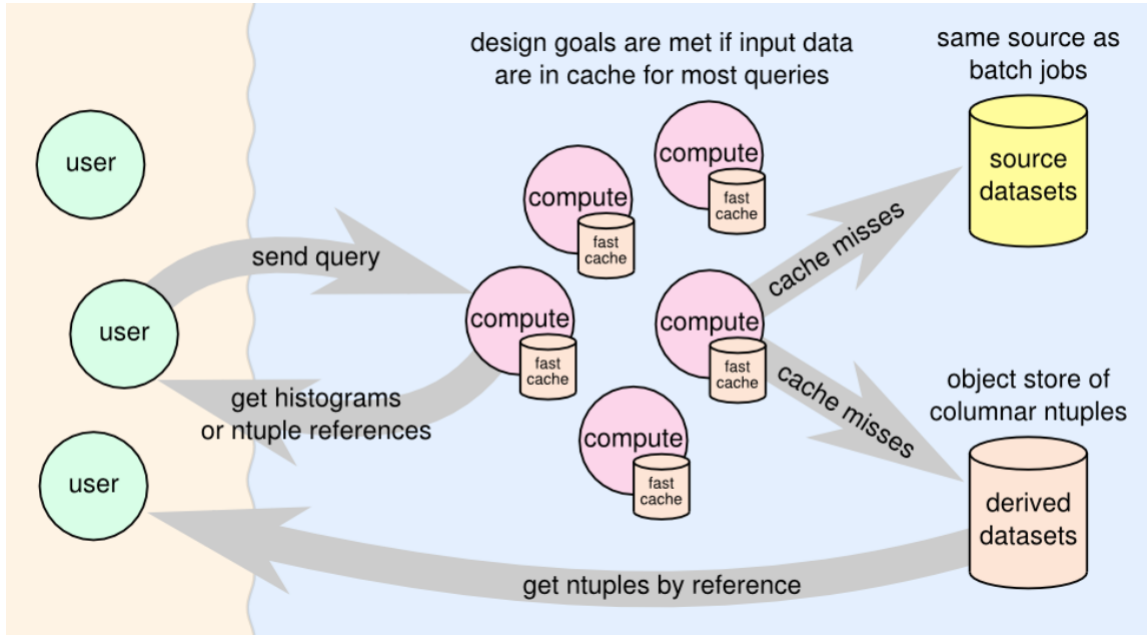 design goals are met if input data
are in cache for most queries
same source as
batch jobs
user
compute
fast
cache
compute
fast
cache
source
datasets
send query
cache misses
user
compute
fast
cache
compute
fast
cache
get histograms
or ntuple references
cache misses
object store of
columnar ntuples
compute
fast
cache
user
derived
datasets
get ntuples by reference